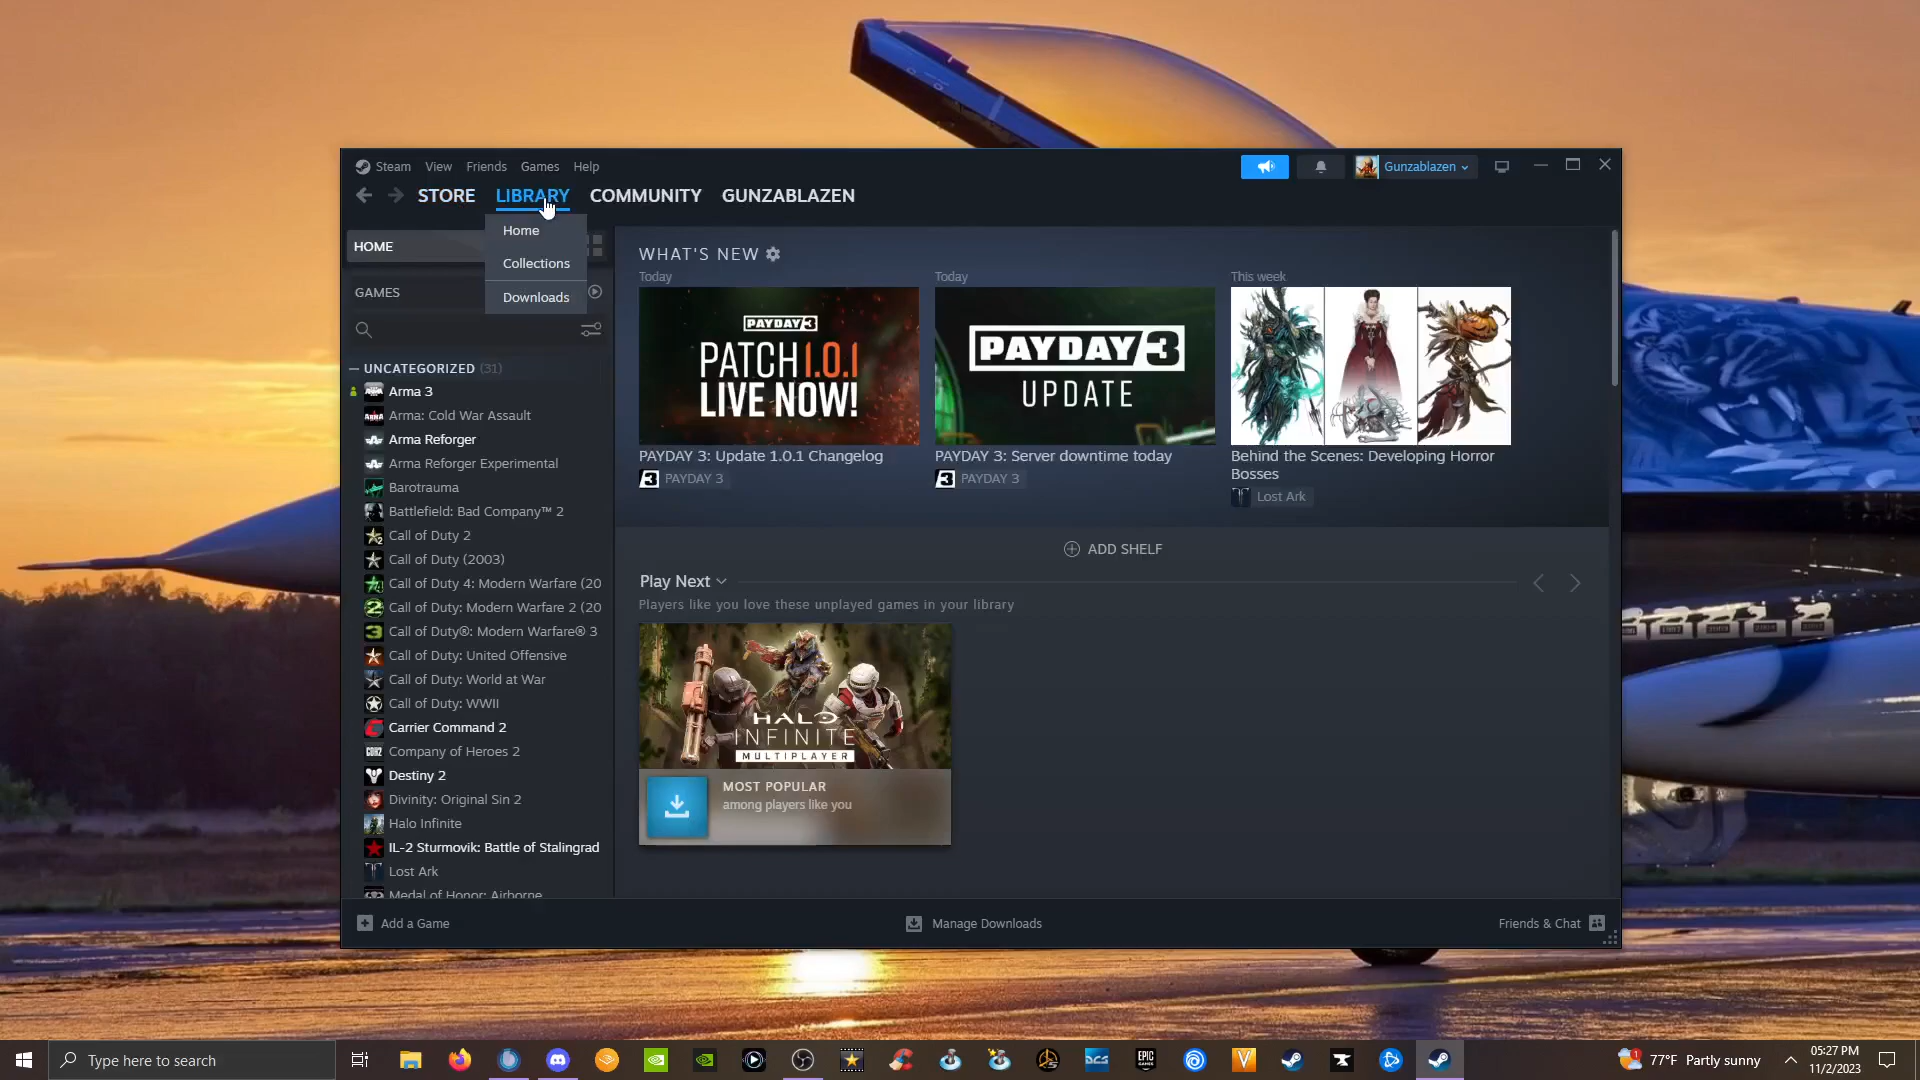 Steam View Friends Games Help
Gunzablazen
STORE LIBRARY COMMUNITY GUNZABLAZEN
Home
Collections
Downloads
HOME
GAMES
UNCATEGORIZED (31)
Arma 3
Arma: Cold War Assault
Arma Reforger
Arma Reforger Experimental
Barotrauma
Battlefield: Bad Company™ 2
Call of Duty 2
Call of Duty (2003)
Call of Duty 4: Modern Warfare (20
Call of Duty: Modern Warfare 2 (20
Call of Duty®: Modern Warfare® 3
Call of Duty: United Offensive
Call of Duty: World at War
Call of Duty: WWII
Carrier Command 2
Company of Heroes 2
Destiny 2
Divinity: Original Sin 2
Halo Infinite
IL-2 Sturmovik: Battle of Stalingrad
Lost Ark
Medal of Honor: Airborne
WHAT'S NEW
Today
PAYDAY 3
PATCH 1.0.1
LIVE NOW!
PAYDAY 3: Update 1.0.1 Changelog
PAYDAY 3
Today
PAYDAY 3
UPDATE
PAYDAY 3: Server downtime today
PAYDAY 3
This week
Behind the Scenes: Developing Horror
Bosses
Lost Ark
ADD SHELF
Play Next
Players like you love these unplayed games in your library
HALO
INFINITE
MULTIPLAYER
MOST POPULAR
among players like you
Add a Game
Manage Downloads
Friends & Chat
Type here to search
DCS
EPIC
GAMES
77°F Partly sunny
05:27 PM
11/2/2023